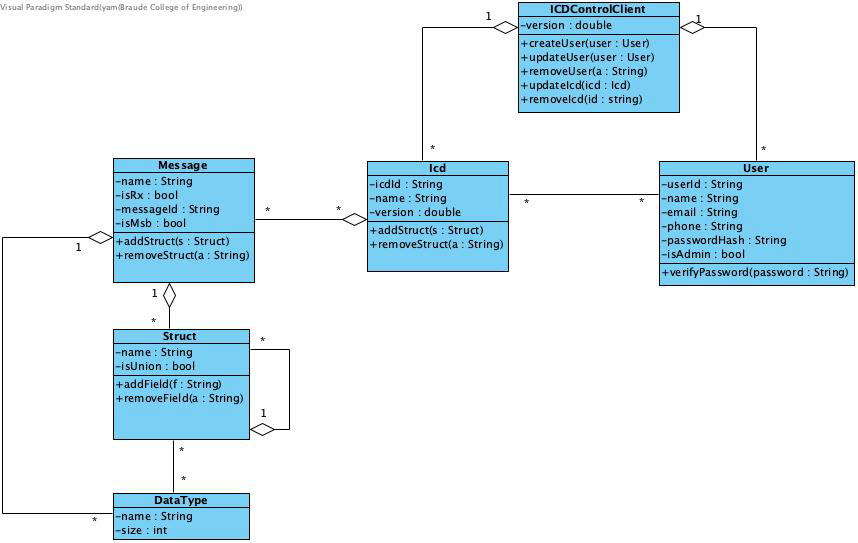 Visual Paradigm Standard(yam(Braude College of Engineering))
ICDControlClient
-version : double
+createUser(user : User)
+updateUser(user : User)
+removeUser(a : String)
+updateIcd(icd : Icd)
+removeIcd(id : string)
1
1
*
*
Message
-name : String
-isRx : bool
-messageId : String
-isMsb : bool
+addStruct(s : Struct)
+removeStruct(a : String)
Icd
-icdId : String
-name : String
-version : double
+addStruct(s : Struct)
+removeStruct(a : String)
User
-userId : String
-name : String
-email : String
-phone : String
-passwordHash : String
-isAdmin : bool
+verifyPassword(password : String)
*
*
*
*
1
1
*
Struct
-name : String
-isUnion : bool
+addField(f : String)
+removeField(a : String)
*
1
*
*
DataType
-name : String
-size : int
*